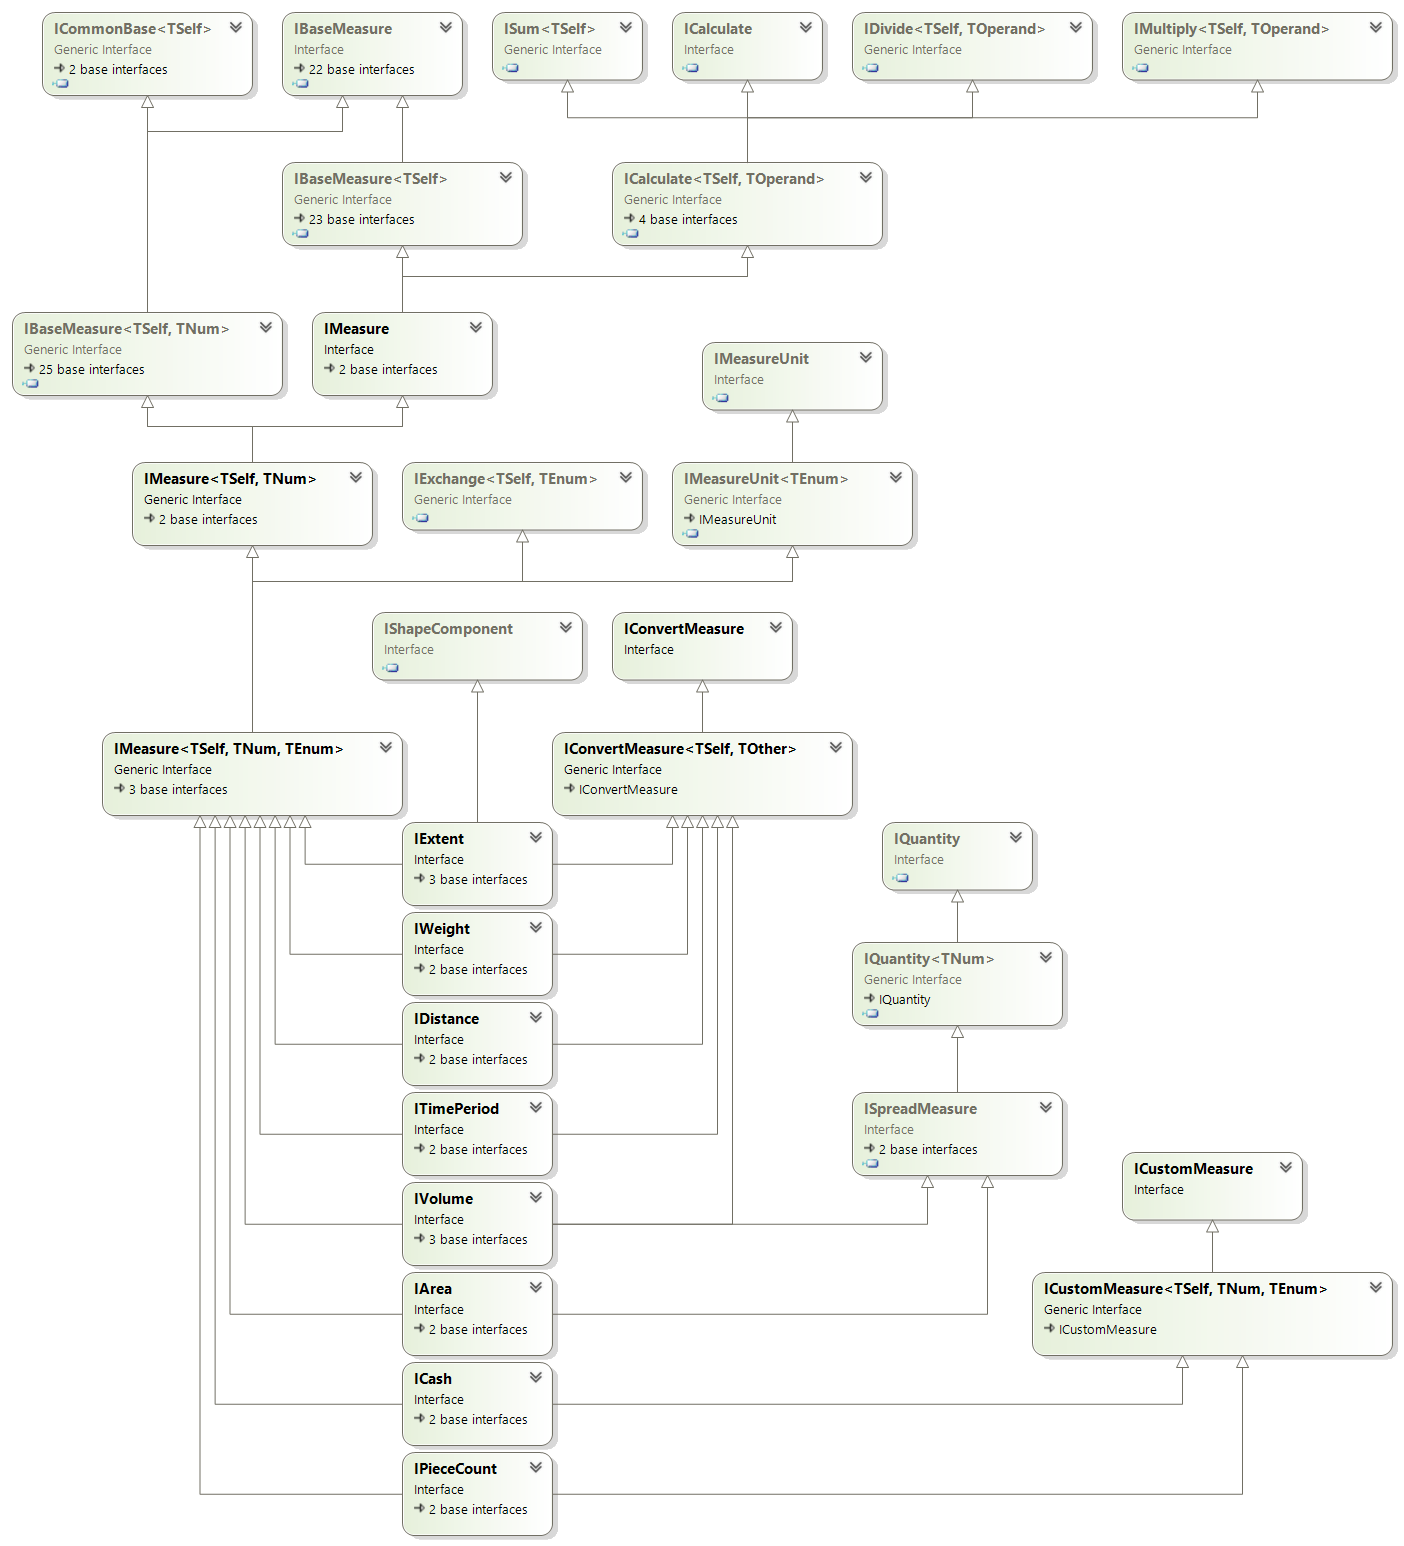 ICommonBase<TSelf>
Generic Interface
2 base interfaces
IBaseMeasure
Interface
22 base interfaces
ISum<TSelf>
Generic Interface
ICalculate
Interface
IDivide<TSelf, TOperand>
Generic Interface
IMultiply<TSelf, TOperand>
Generic Interface
IBaseMeasure<TSelf>
Generic Interface
23 base interfaces
ICalculate<TSelf, TOperand>
Generic Interface
4 base interfaces
IBaseMeasure<TSelf, TNum>
Generic Interface
25 base interfaces
IMeasure
Interface
2 base interfaces
IMeasureUnit
Interface
IMeasure<TSelf, TNum>
Generic Interface
2 base interfaces
IExchange<TSelf, TEnum>
Generic Interface
IMeasureUnit<TEnum>
Generic Interface
IMeasureUnit
IShapeComponent
Interface
IConvertMeasure
Interface
IMeasure<TSelf, TNum, TEnum>
Generic Interface
3 base interfaces
IConvertMeasure<TSelf, TOther>
Generic Interface
IConvertMeasure
IExtent
Interface
3 base interfaces
IQuantity
Interface
IWeight
Interface
2 base interfaces
IQuantity<TNum>
Generic Interface
IQuantity
IDistance
Interface
2 base interfaces
ITimePeriod
Interface
2 base interfaces
ISpreadMeasure
Interface
2 base interfaces
ICustomMeasure
Interface
IVolume
Interface
3 base interfaces
IArea
Interface
2 base interfaces
ICustomMeasure<TSelf, TNum, TEnum>
Generic Interface
ICustomMeasure
ICash
Interface
2 base interfaces
IPieceCount
Interface
2 base interfaces